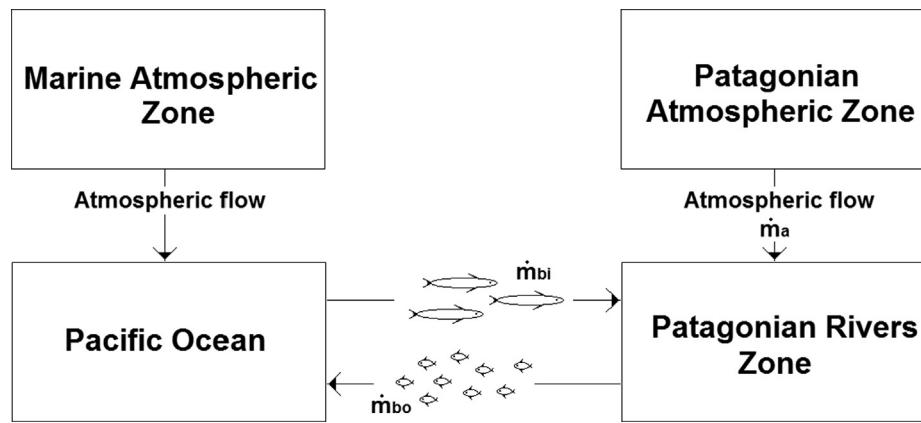 Marine Atmospheric
Zone
Patagonian
Atmospheric Zone
Atmospheric flow
Atmospheric flow
ṁa
Pacific Ocean
ṁbi
ṁbo
Patagonian Rivers
Zone